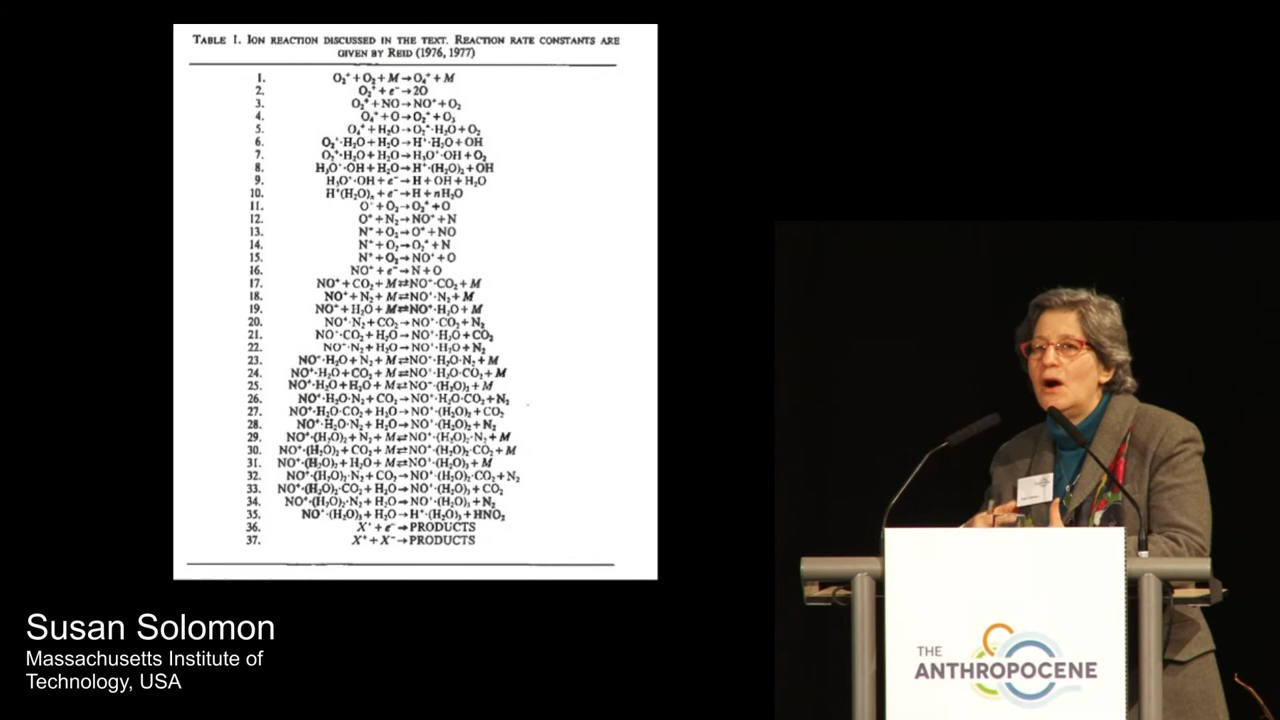 TABLE 1. ION REACTION DISCUSSED IN THE TEXT. REACTION RATE CONSTANTS ARE
GIVEN BY REID (1976, 1977)
1. O₂⁺ + O₂ + M → O₄⁺ + M
2. O₂⁺ + e⁻ → 2O
3. O₂⁺ + NO → NO⁺ + O₂
4. O₄⁺ + O → O₂⁺ + O₃
5. O₄⁺ + H₂O → O₂⁺·H₂O + O₂
6. O₂⁺·H₂O + H₂O → H⁺·H₂O + OH
7. O₂⁺·H₂O + H₂O → H₃O⁺·OH + O₂
8. H₃O⁺·OH + H₂O → H⁺·(H₂O)₂ + OH
9. H₃O⁺·OH + e⁻ → H + OH + H₂O
10. H⁺(H₂O)ₙ + e⁻ → H + nH₂O
11. O⁺ + O₂ → O₂⁺ + O
12. O⁺ + N₂ → NO⁺ + N
13. N⁺ + O₂ → O⁺ + NO
14. N⁺ + O₂ → O₂⁺ + N
15. N⁺ + O₂ → NO⁺ + O
16. NO⁺ + e⁻ → N + O
17. NO⁺ + CO₂ + M ⇌ NO⁺·CO₂ + M
18. NO⁺ + N₂ + M ⇌ NO⁺·N₂ + M
19. NO⁺ + H₂O + M ⇌ NO⁺·H₂O + M
20. NO⁺·N₂ + CO₂ → NO⁺·CO₂ + N₂
21. NO⁺·CO₂ + H₂O → NO⁺·H₂O + CO₂
22. NO⁺·N₂ + H₂O → NO⁺·H₂O + N₂
23. NO⁺·H₂O + N₂ + M ⇌ NO⁺·H₂O·N₂ + M
24. NO⁺·H₂O + CO₂ + M ⇌ NO⁺·H₂O·CO₂ + M
25. NO⁺·H₂O + H₂O + M ⇌ NO⁺·(H₂O)₂ + M
26. NO⁺·H₂O·N₂ + CO₂ → NO⁺·H₂O·CO₂ + N₂
27. NO⁺·H₂O·CO₂ + H₂O → NO⁺·(H₂O)₂ + CO₂
28. NO⁺·H₂O·N₂ + H₂O → NO⁺·(H₂O)₂ + N₂
29. NO⁺·(H₂O)₂ + N₂ + M ⇌ NO⁺·(H₂O)₂·N₂ + M
30. NO⁺·(H₂O)₂ + CO₂ + M ⇌ NO⁺·(H₂O)₂·CO₂ + M
31. NO⁺·(H₂O)₂ + H₂O + M ⇌ NO⁺·(H₂O)₃ + M
32. NO⁺·(H₂O)₂·N₂ + CO₂ → NO⁺·(H₂O)₂·CO₂ + N₂
33. NO⁺·(H₂O)₂·CO₂ + H₂O → NO⁺·(H₂O)₃ + CO₂
34. NO⁺·(H₂O)₂·N₂ + H₂O → NO⁺·(H₂O)₃ + N₂
35. NO⁺·(H₂O)₃ + H₂O → H⁺·(H₂O)₃ + HNO₂
36. X⁺ + e⁻ → PRODUCTS
37. X⁺ + X⁻ → PRODUCTS
Susan Solomon
Massachusetts Institute of
Technology, USA
THE
ANTHROPOCENE